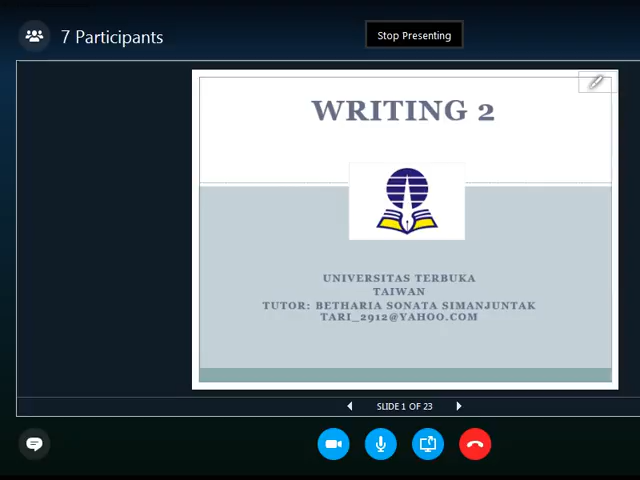 7 Participants
Stop Presenting
WRITING 2
UNIVERSITAS TERBUKA
TAIWAN
TUTOR: BETHARIA SONATA SIMANJUNTAK
TARI_2912@YAHOO.COM
SLIDE 1 OF 23